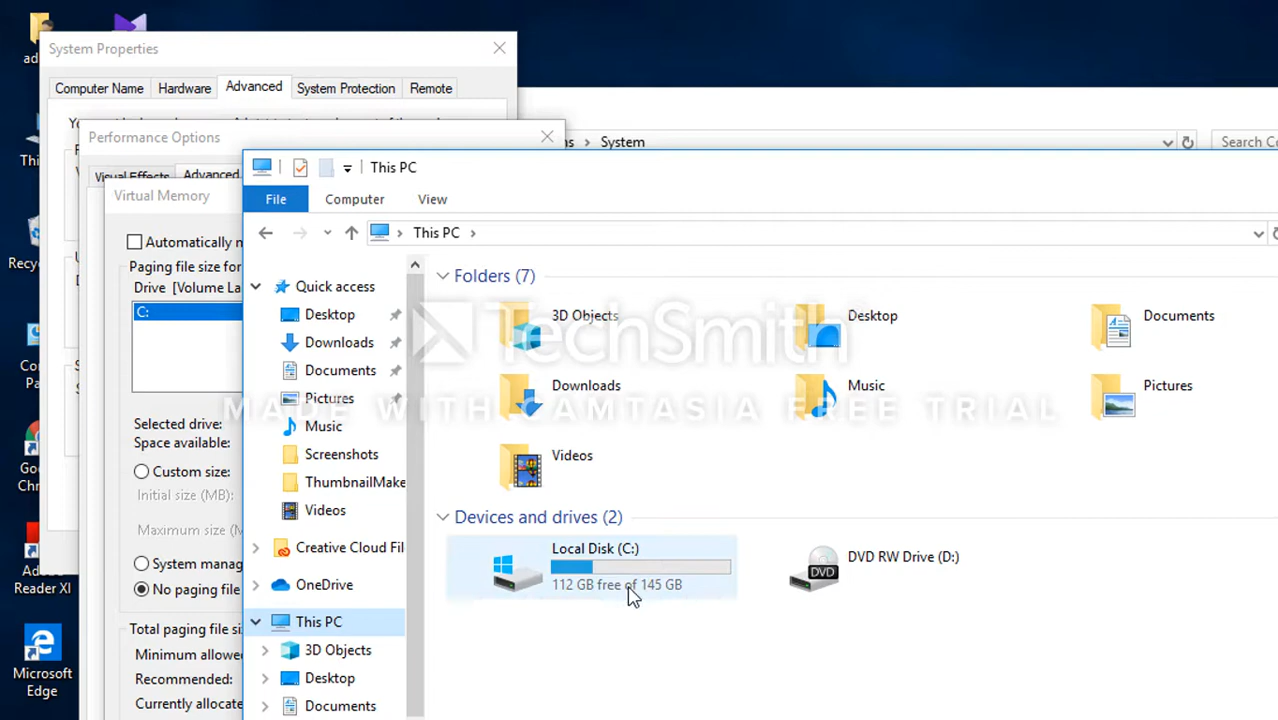 System Properties
Computer Name
Hardware
Advanced
System Protection
Remote
Performance Options
Visual Effects
Advanced
Virtual Memory
Automatically
Paging file size for
Drive [Volume La
C:
Selected drive:
Space available:
Custom size:
Initial size (MB):
Maximum size (M
System manag
No paging file
Total paging file si
Minimum allowe
Recommended:
Currently allocate
System
Search Co
This PC
File
Computer
View
This PC
Quick access
Desktop
Downloads
Documents
Pictures
Music
Screenshots
ThumbnailMake
Videos
Creative Cloud Fil
OneDrive
This PC
3D Objects
Desktop
Documents
Folders (7)
3D Objects
Desktop
Documents
Downloads
Music
Pictures
Videos
Devices and drives (2)
Local Disk (C:)
112 GB free of 145 GB
DVD RW Drive (D:)
DVD
TechSmith
MADE WITH CAMTASIA FREE TRIAL
Reader XI
Microsoft
Edge